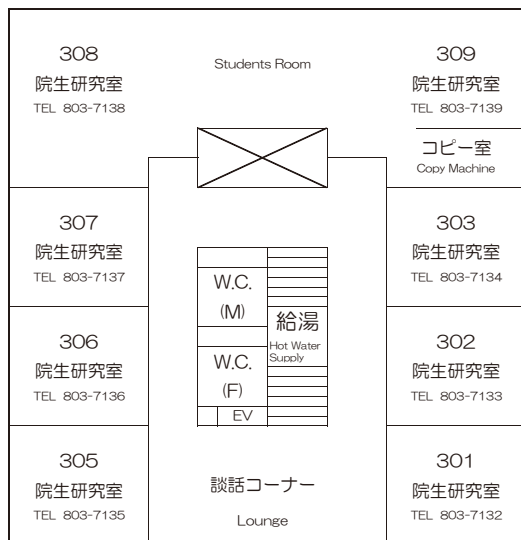 308
院生研究室
TEL 803-7138
Students Room
309
院生研究室
TEL 803-7139
コピー室
Copy Machine
307
院生研究室
TEL 803-7137
303
院生研究室
TEL 803-7134
W.C.
(M)
給湯
Hot Water
Supply
W.C.
(F)
EV
306
院生研究室
TEL 803-7136
302
院生研究室
TEL 803-7133
305
院生研究室
TEL 803-7135
談話コーナー
Lounge
301
院生研究室
TEL 803-7132